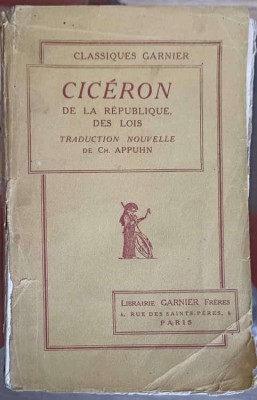 CLASSIQUES GARNIER
CICÉRON
DE LA RÉPUBLIQUE,
DES LOIS
TRADUCTION NOUVELLE
DE CH. APPUHN
LIBRAIRIE GARNIER FRÈRES
6, RUE DES SAINTS-PÈRES, 6
PARIS